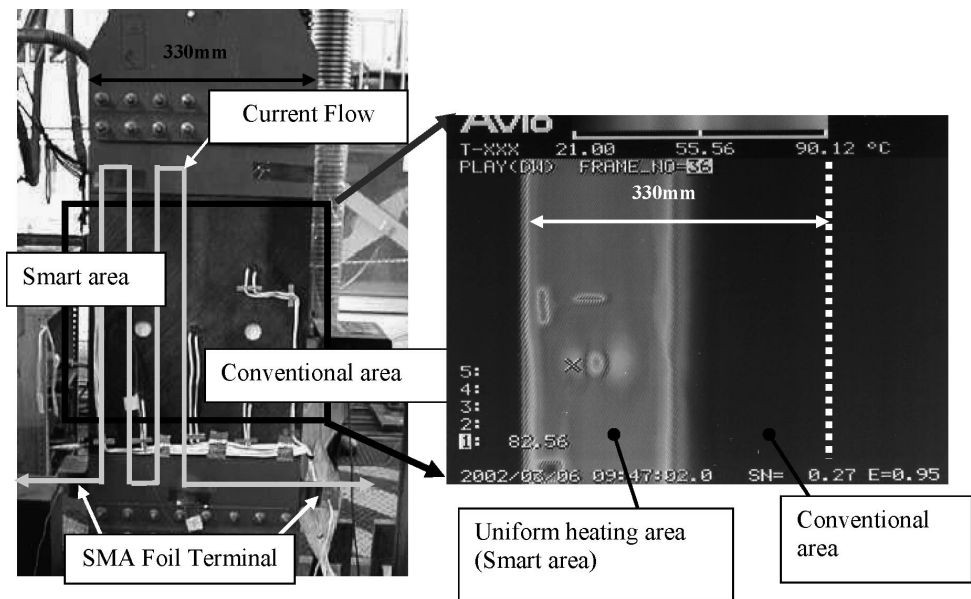 330mm
Current Flow
Smart area
Conventional area
SMA Foil Terminal
Avio
T-XXX 21.00 55.56 90.12 °C
PLAY(DW) FRAME_NO=36
330mm
5:
4:
3:
2:
1: 82.56
2002/03/06 09:47:02.0 SN= 0.27 E=0.95
Uniform heating area
(Smart area)
Conventional
area